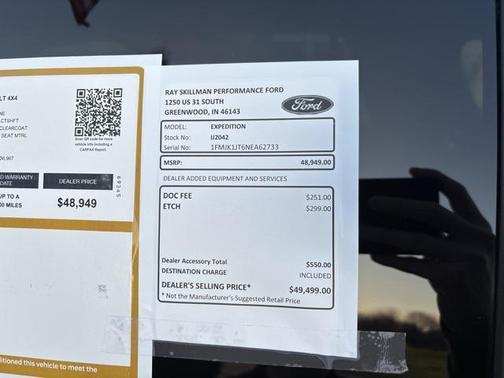 LT 4X4
CTSHFT
CLEARCOAT
SEAT MTRL
Scan QR code for more
vehicle info including a
CARFAX Report.
WARRANTY
DATE
DEALER PRICE
UP TO A
00 MILES
$48,949
69345
itioned this vehicle to meet the
RAY SKILLMAN PERFORMANCE FORD
1250 US 31 SOUTH
GREENWOOD, IN 46143
Ford
MODEL: EXPEDITION
Stock No: U2042
Serial No: 1FMJK1JT6NEA62733
MSRP: 48,949.00
DEALER ADDED EQUIPMENT AND SERVICES
DOC FEE $251.00
ETCH $299.00
Dealer Accessory Total $550.00
DESTINATION CHARGE INCLUDED
DEALER'S SELLING PRICE* $49,499.00
* Not the Manufacturer's Suggested Retail Price